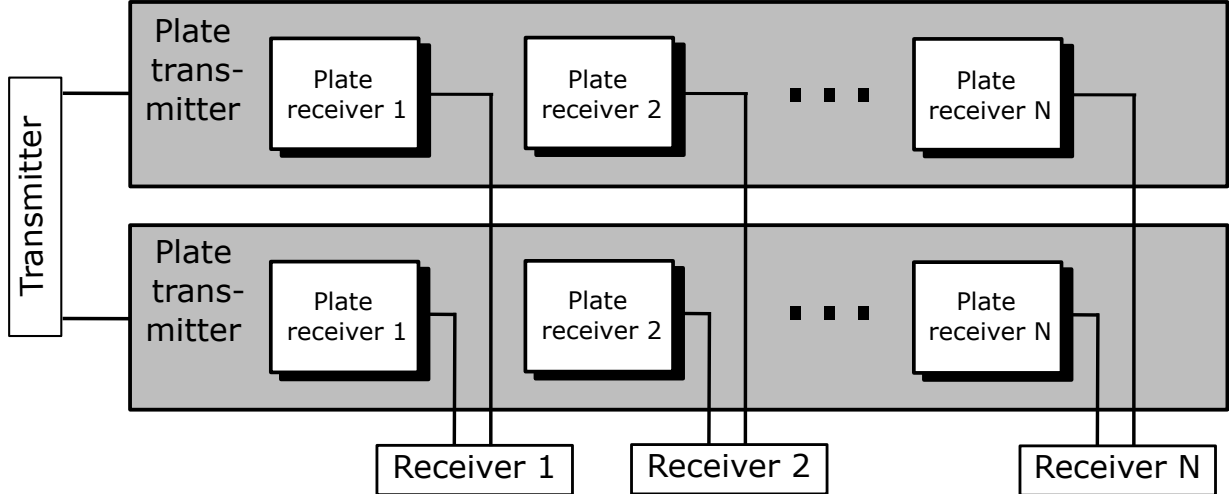 Transmitter
Plate
trans-
mitter
Plate
receiver 1
Plate
receiver 2
Plate
receiver N
Plate
trans-
mitter
Plate
receiver 1
Plate
receiver 2
Plate
receiver N
Receiver 1
Receiver 2
Receiver N